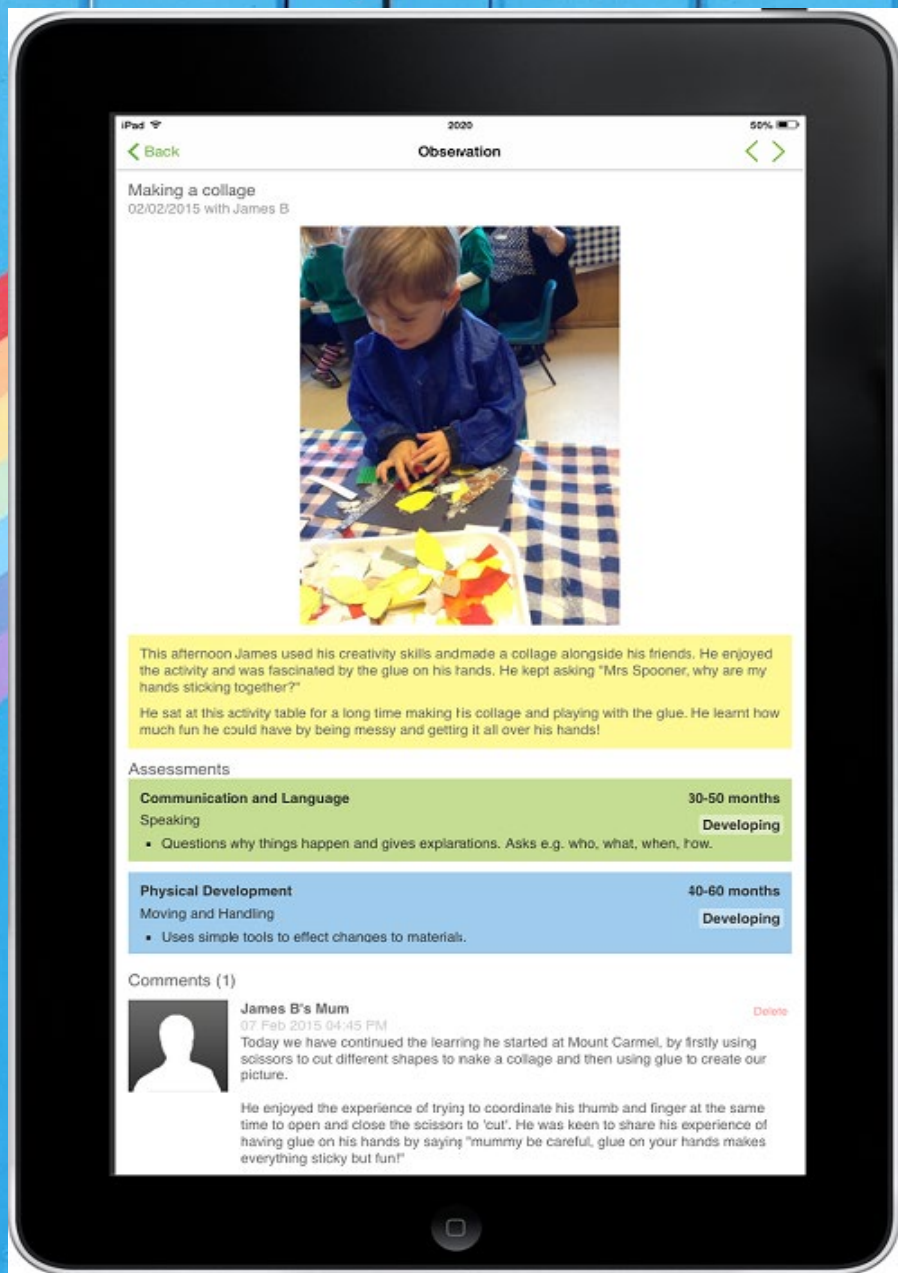 iPad 2020 50%
Back Observation
Making a collage
02/02/2015 with James B
This afternoon James used his creativity skills andmade a collage alongside his friends. He enjoyed
the activity and was fascinated by the glue on his hands. He kept asking "Mrs Spooner, why are my
hands sticking together?"
He sat at this activity table for a long time making his collage and playing with the glue. He learnt how
much fun he could have by being messy and getting it all over his hands!
Assessments
Communication and Language 30-50 months
Speaking Developing
▪ Questions why things happen and gives explanations. Asks e.g. who, what, when, how.
Physical Development 40-60 months
Moving and Handling Developing
▪ Uses simple tools to effect changes to materials.
Comments (1)
James B's Mum Delete
07 Feb 2015 04:45 PM
Today we have continued the learning he started at Mount Carmel, by firstly using
scissors to cut different shapes to make a collage and then using glue to create our
picture.
He enjoyed the experience of trying to coordinate his thumb and finger at the same
time to open and close the scissors to 'cut'. He was keen to share his experience of
having glue on his hands by saying "mummy be careful, glue on your hands makes
everything sticky but fun!"